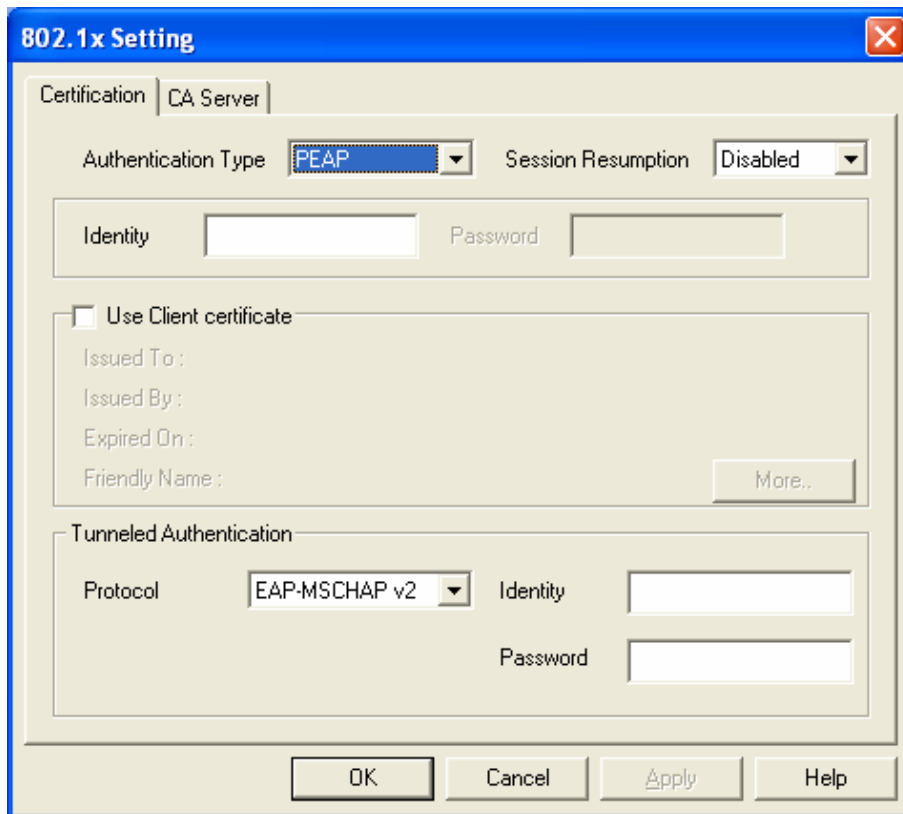 802.1x Setting
Certification CA Server
Authentication Type PEAP Session Resumption Disabled
Identity Password
Use Client certificate
Issued To :
Issued By :
Expired On :
Friendly Name :
More..
Tunneled Authentication
Protocol EAP-MSCHAP v2 Identity
Password
OK Cancel Apply Help